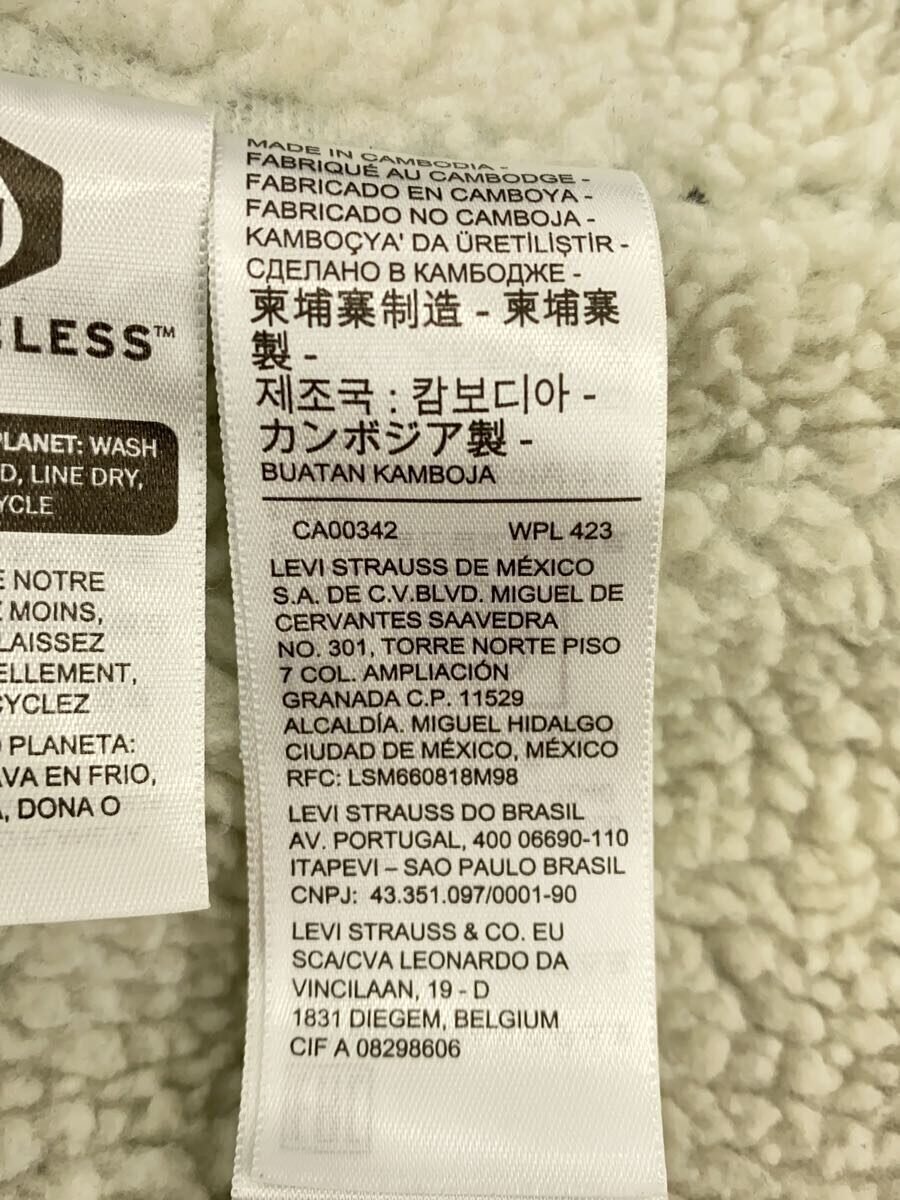 LESS™
PLANET: WASH
D, LINE DRY,
YCLE
E NOTRE
Z MOINS,
LAISSEZ
ELLEMENT,
CYCLEZ
O PLANETA:
AVA EN FRIO,
A, DONA O
MADE IN CAMBODIA -
FABRIQUÉ AU CAMBODGE -
FABRICADO EN CAMBOYA -
FABRICADO NO CAMBOJA -
KAMBOÇYA' DA ÜRETİLİŞTİR -
СДЕЛАНО В КАМБОДЖЕ -
柬埔寨制造 - 柬埔寨
製 -
제조국 : 캄보디아 -
カンボジア製 -
BUATAN KAMBOJA
CA00342 WPL 423
LEVI STRAUSS DE MÉXICO
S.A. DE C.V.BLVD. MIGUEL DE
CERVANTES SAAVEDRA
NO. 301, TORRE NORTE PISO
7 COL. AMPLIACIÓN
GRANADA C.P. 11529
ALCALDÍA. MIGUEL HIDALGO
CIUDAD DE MÉXICO, MÉXICO
RFC: LSM660818M98
LEVI STRAUSS DO BRASIL
AV. PORTUGAL, 400 06690-110
ITAPEVI – SAO PAULO BRASIL
CNPJ: 43.351.097/0001-90
LEVI STRAUSS & CO. EU
SCA/CVA LEONARDO DA
VINCILAAN, 19 - D
1831 DIEGEM, BELGIUM
CIF A 08298606